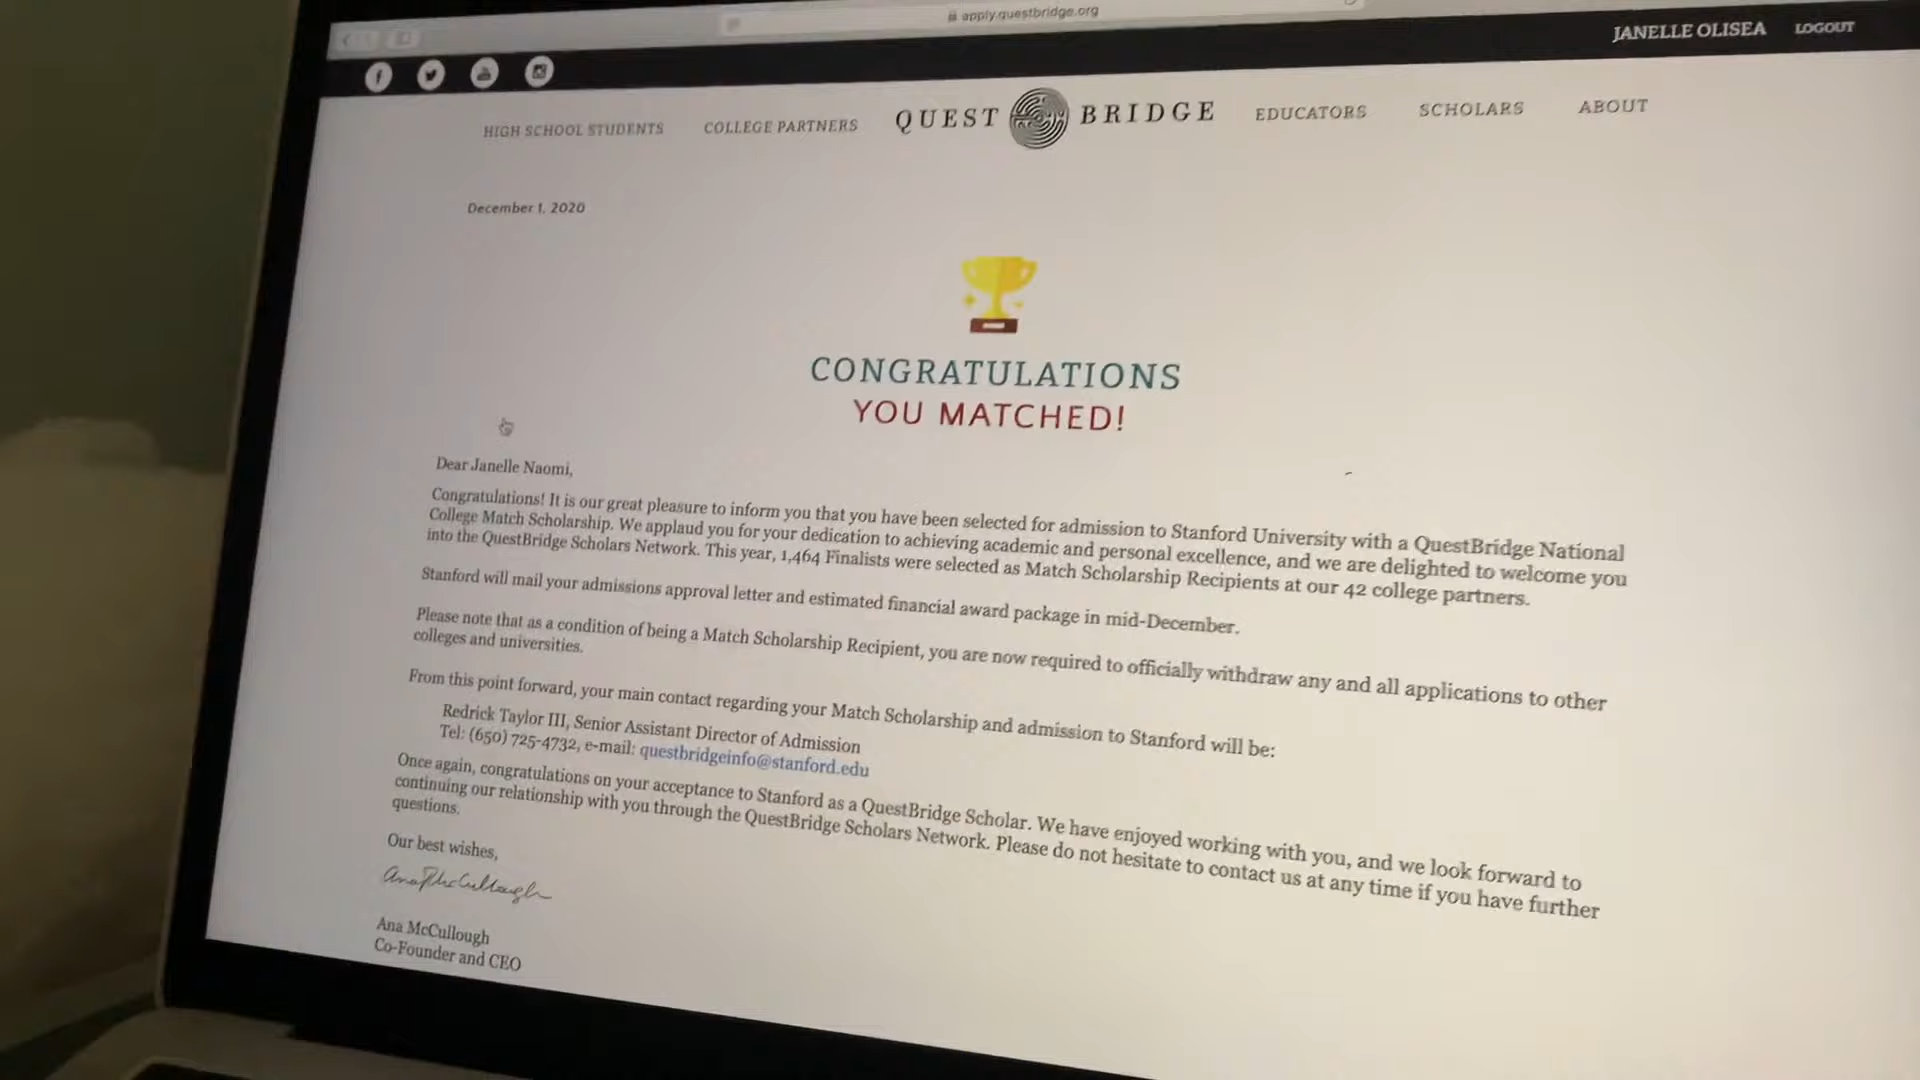 apply.questbridge.org
JANELLE OLISEA LOGOUT
HIGH SCHOOL STUDENTS COLLEGE PARTNERS QUEST BRIDGE EDUCATORS SCHOLARS ABOUT
December 1, 2020
CONGRATULATIONS
YOU MATCHED!
Dear Janelle Naomi,
Congratulations! It is our great pleasure to inform you that you have been selected for admission to Stanford University with a QuestBridge National
College Match Scholarship. We applaud you for your dedication to achieving academic and personal excellence, and we are delighted to welcome you
into the QuestBridge Scholars Network. This year, 1,464 Finalists were selected as Match Scholarship Recipients at our 42 college partners.
Stanford will mail your admissions approval letter and estimated financial award package in mid-December.
Please note that as a condition of being a Match Scholarship Recipient, you are now required to officially withdraw any and all applications to other
colleges and universities.
From this point forward, your main contact regarding your Match Scholarship and admission to Stanford will be:
Redrick Taylor III, Senior Assistant Director of Admission
Tel: (650) 725-4732, e-mail: questbridgeinfo@stanford.edu
Once again, congratulations on your acceptance to Stanford as a QuestBridge Scholar. We have enjoyed working with you, and we look forward to
continuing our relationship with you through the QuestBridge Scholars Network. Please do not hesitate to contact us at any time if you have further
questions.
Our best wishes,
Ana McCullough
Ana McCullough
Co-Founder and CEO